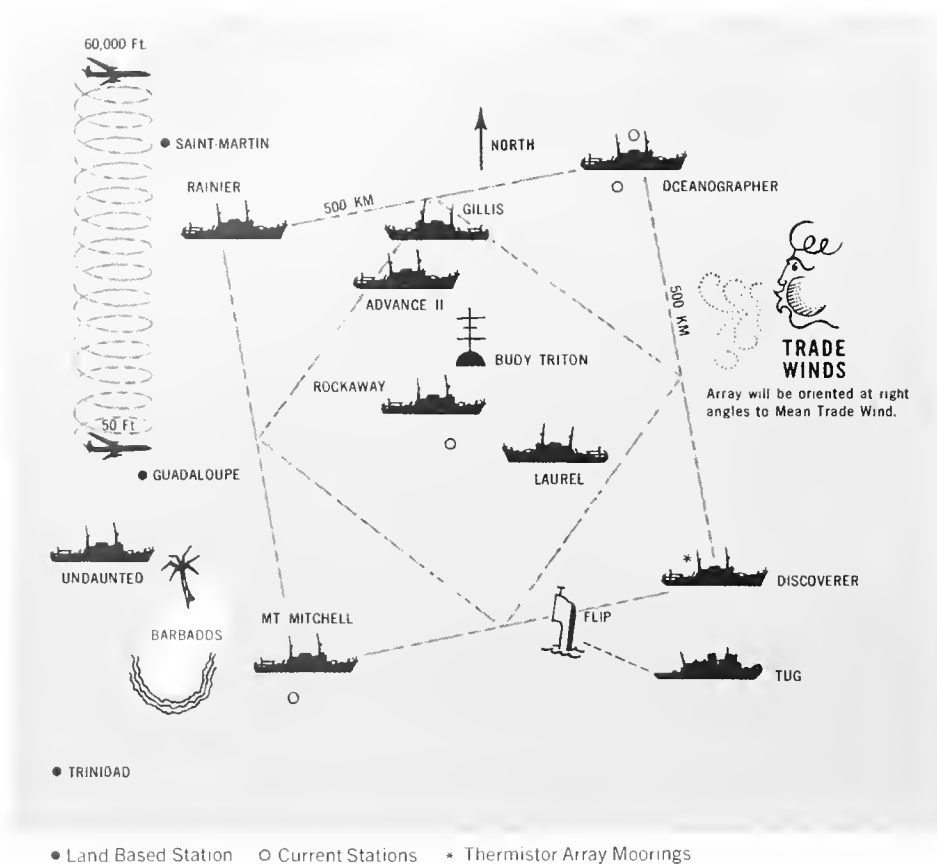 60,000 Ft.
● SAINT-MARTIN
NORTH
RAINIER
OCEANOGRAPHER
500 KM
GILLIS
ADVANCE II
500 KM
BUOY TRITON
TRADE
WINDS
ROCKAWAY
Array will be oriented at right
angles to Mean Trade Wind.
50 Ft.
● GUADALOUPE
LAUREL
UNDAUNTED
DISCOVERER
MT MITCHELL
FLIP
BARBADOS
TUG
● TRINIDAD
● Land Based Station O Current Stations * Thermistor Array Moorings